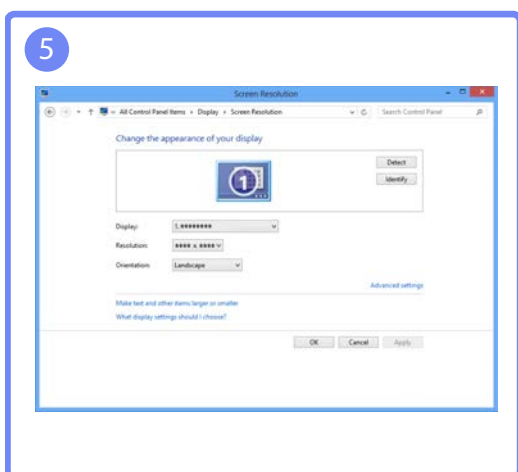 5
Screen Resolution
All Control Panel Items Display Screen Resolution Search Control Panel
Change the appearance of your display
1
Detect
Identify
Display: 1. ********
Resolution: **** x ****
Orientation: Landscape
Advanced settings
Make text and other items larger or smaller
What display settings should I choose?
OK Cancel Apply